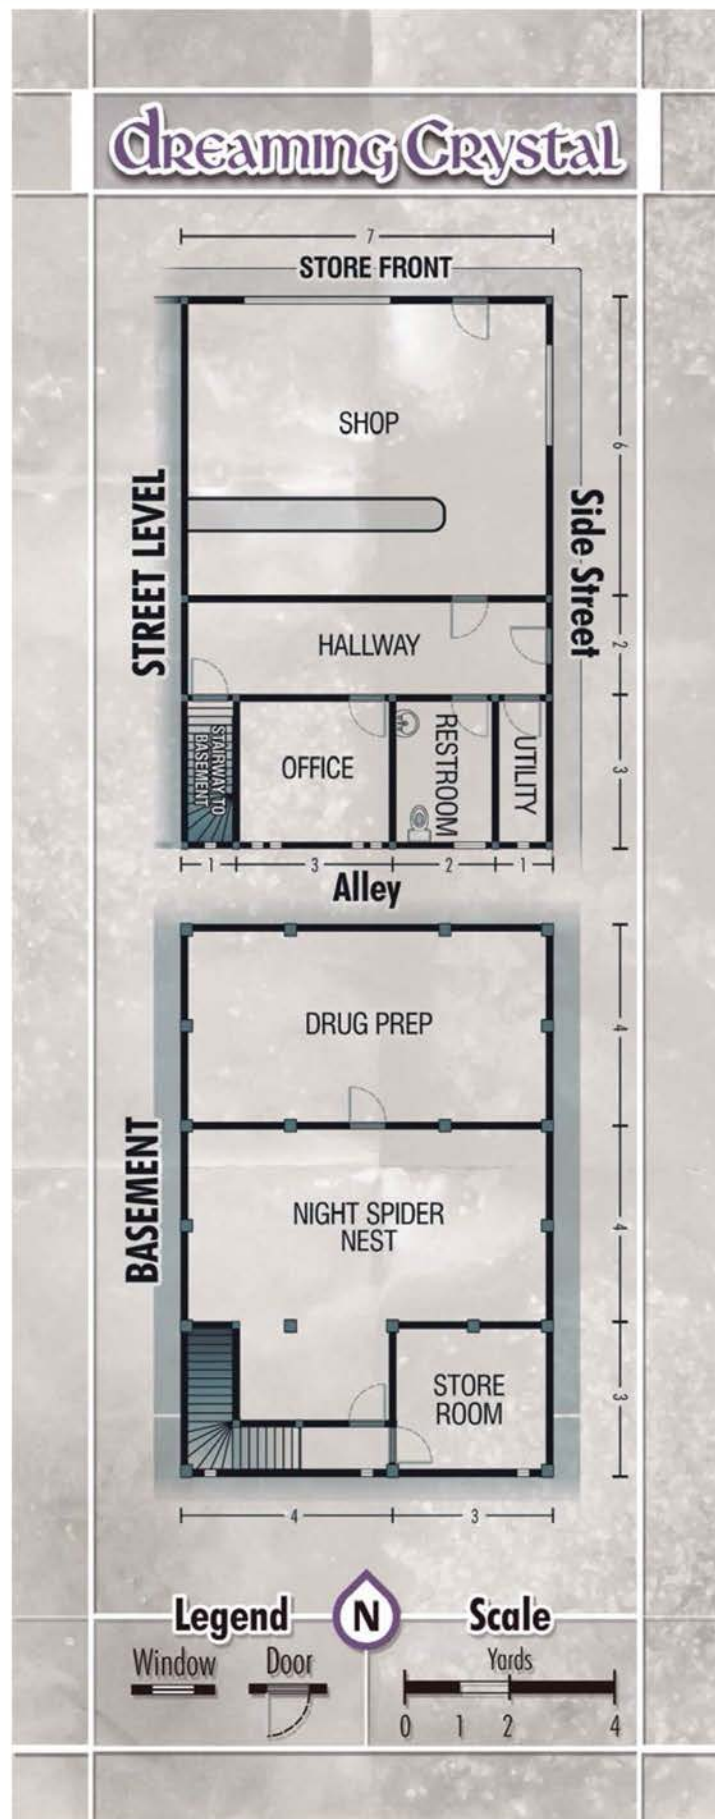 dreaming Crystal
7
STORE FRONT
SHOP
6
STREET LEVEL
Side Street
HALLWAY
2
STAIRWAY TO
BASEMENT
OFFICE
RESTROOM
UTILITY
3
1
3
2
1
Alley
DRUG PREP
4
BASEMENT
NIGHT SPIDER
NEST
4
STORE
ROOM
3
4
3
Legend
N
Scale
Window
Door
Yards
0
1
2
4